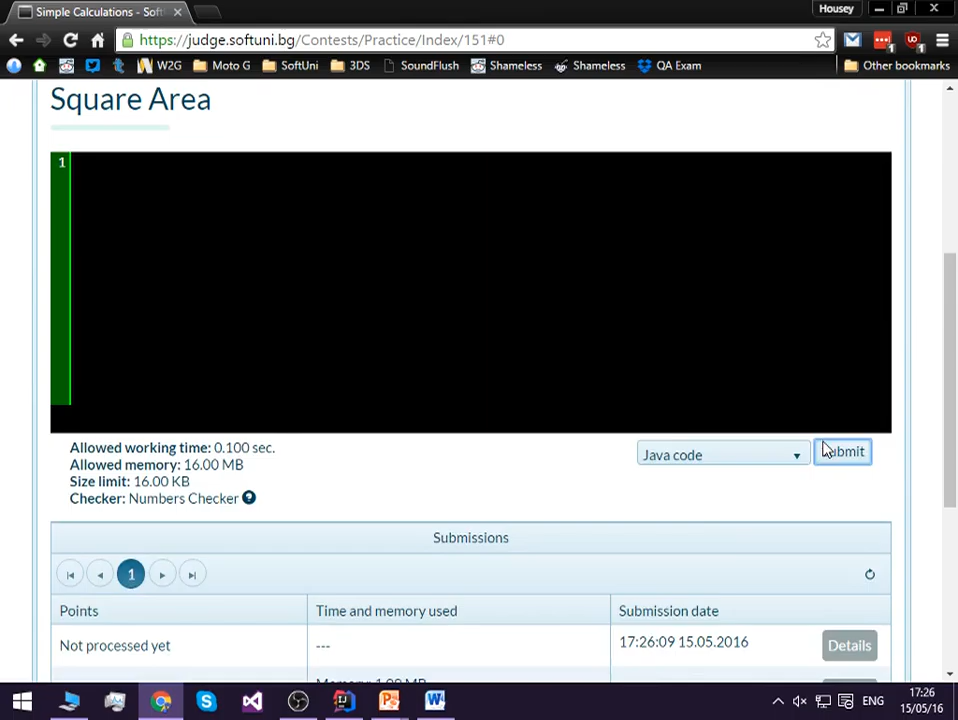 Simple Calculations - Soft
Housey
https://judge.softuni.bg/Contests/Practice/Index/151#0
W2G
Moto G
SoftUni
3DS
SoundFlush
Shameless
Shameless
QA Exam
Other bookmarks
Square Area
1
Allowed working time: 0.100 sec.
Allowed memory: 16.00 MB
Size limit: 16.00 KB
Checker: Numbers Checker
Java code
Submit
Submissions
1
Points
Time and memory used
Submission date
Not processed yet
---
17:26:09 15.05.2016
Details
ENG
17:26
15/05/16